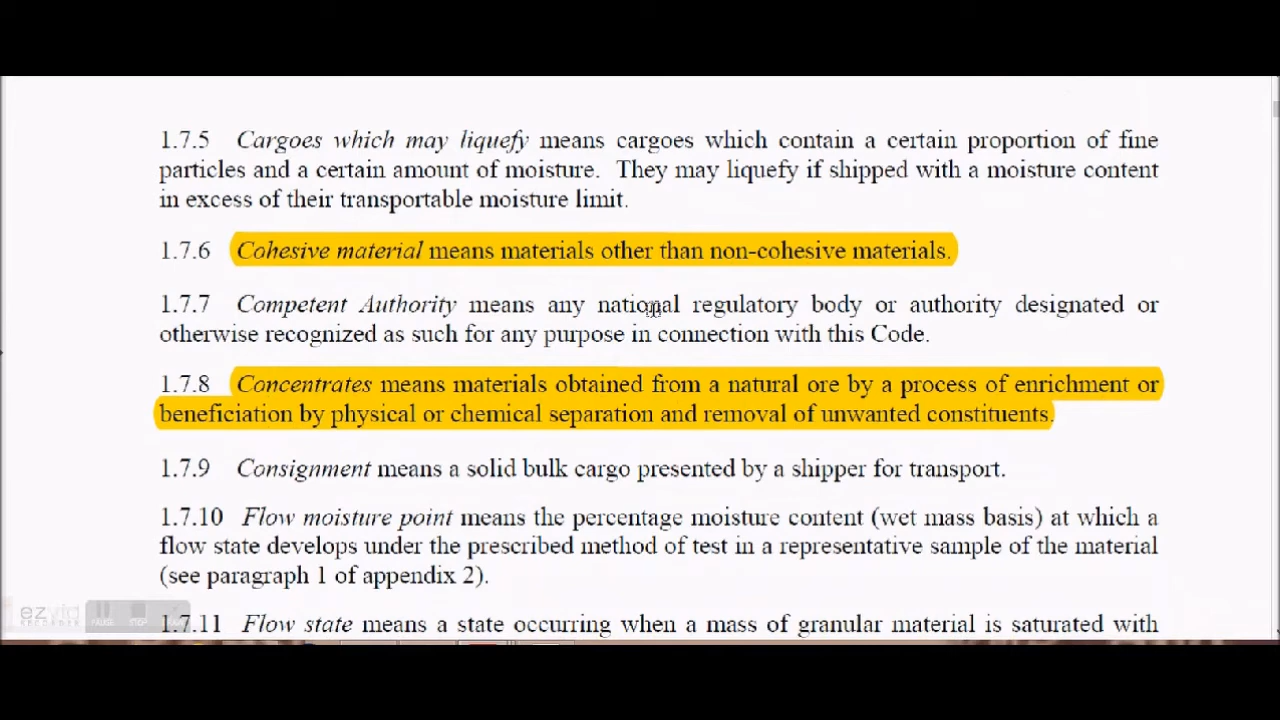 1.7.5 Cargoes which may liquefy means cargoes which contain a certain proportion of fine
particles and a certain amount of moisture. They may liquefy if shipped with a moisture content
in excess of their transportable moisture limit.
1.7.6 Cohesive material means materials other than non-cohesive materials.
1.7.7 Competent Authority means any national regulatory body or authority designated or
otherwise recognized as such for any purpose in connection with this Code.
1.7.8 Concentrates means materials obtained from a natural ore by a process of enrichment or
beneficiation by physical or chemical separation and removal of unwanted constituents.
1.7.9 Consignment means a solid bulk cargo presented by a shipper for transport.
1.7.10 Flow moisture point means the percentage moisture content (wet mass basis) at which a
flow state develops under the prescribed method of test in a representative sample of the material
(see paragraph 1 of appendix 2).
ezvid
RECORDER
PAUSE
STOP
1.7.11 Flow state means a state occurring when a mass of granular material is saturated with